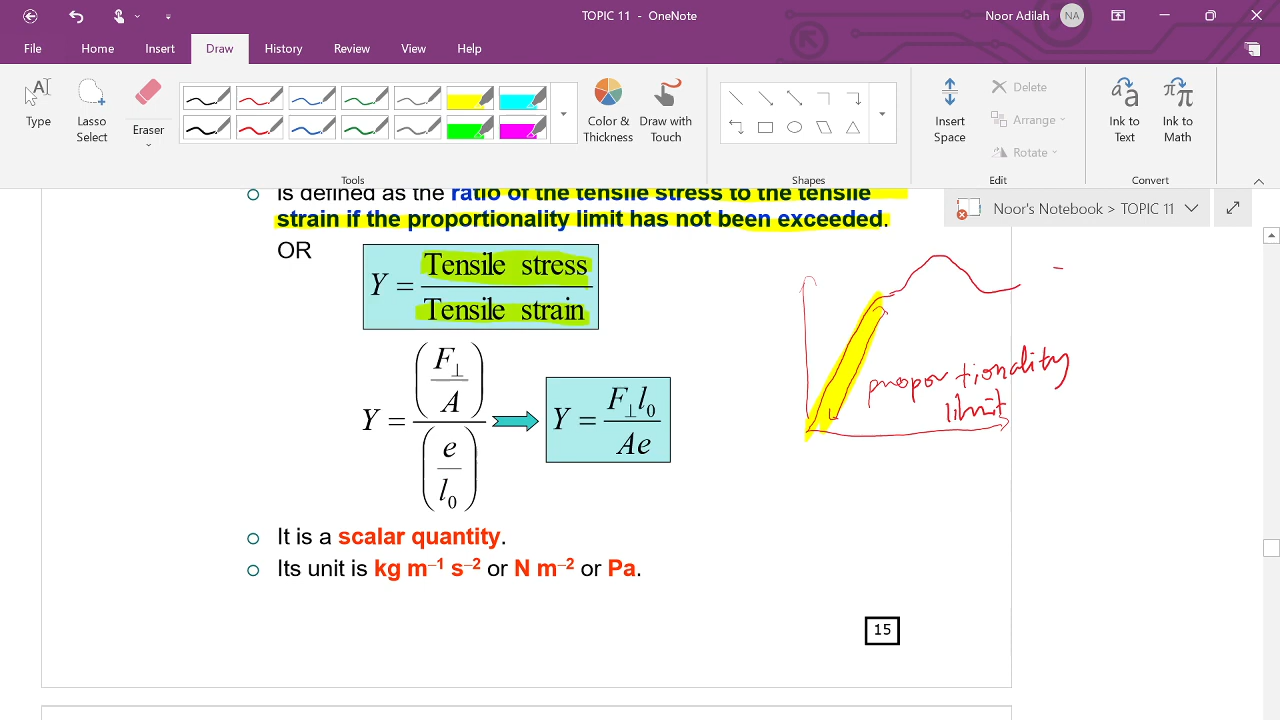 TOPIC 11 - OneNote
Noor Adilah
NA
File
Home
Insert
Draw
History
Review
View
Help
Type
Lasso
Select
Eraser
Color &
Thickness
Draw with
Touch
Insert
Space
Delete
Arrange
Rotate
Ink to
Text
Ink to
Math
Tools
Shapes
Edit
Convert
Noor's Notebook > TOPIC 11
is defined as the ratio of the tensile stress to the tensile
strain if the proportionality limit has not been exceeded.
OR
Y = Tensile stress / Tensile strain
Y = (F⊥ / A) / (e / l₀)
Y = F⊥l₀ / Ae
proportionality
limit
It is a scalar quantity.
Its unit is kg m⁻¹ s⁻² or N m⁻² or Pa.
15